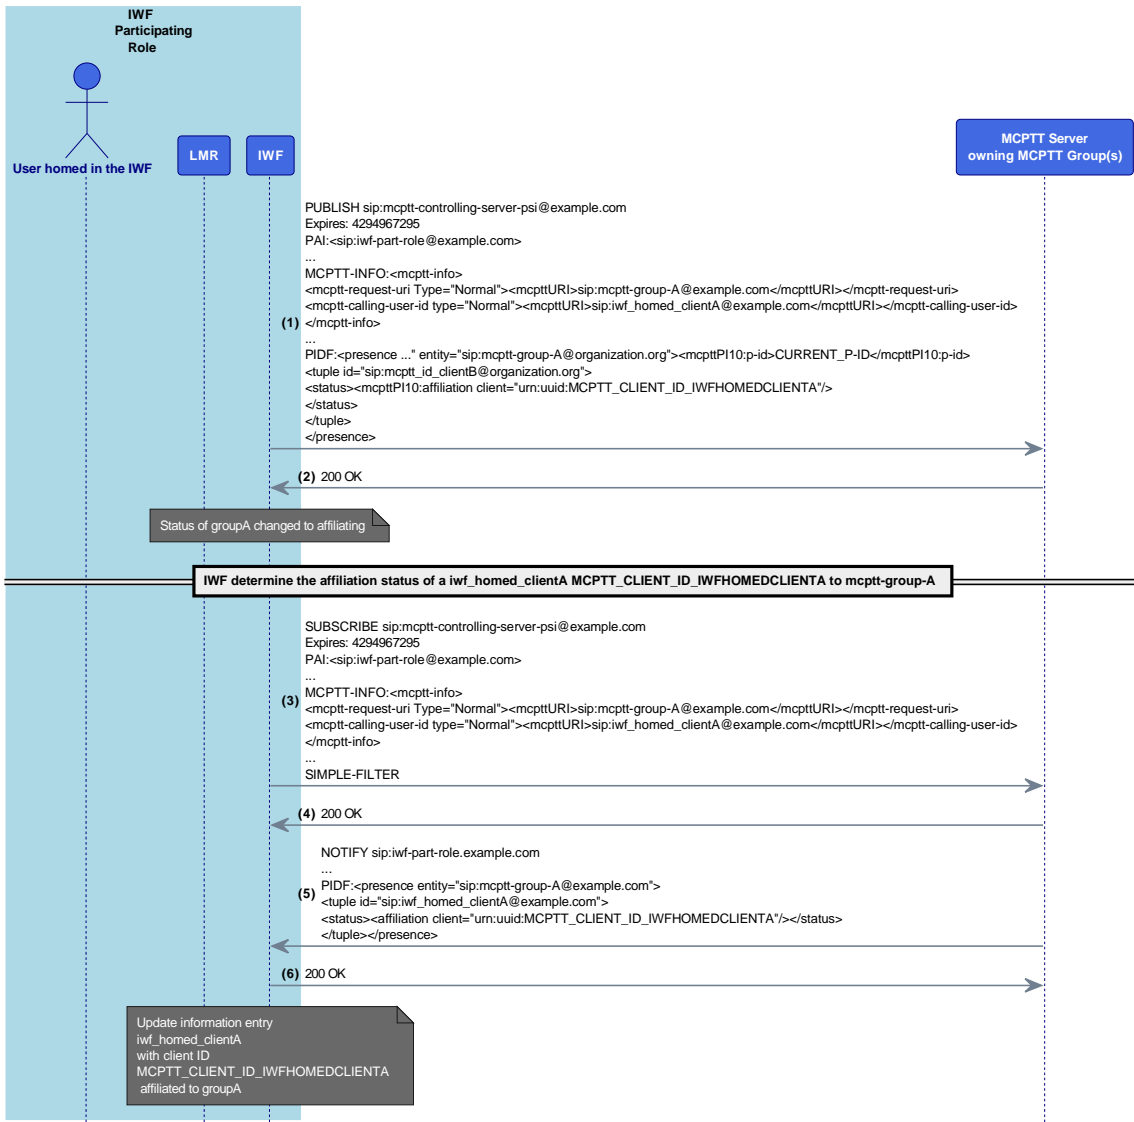 IWF
Participating
Role
User homed in the IWF
LMR
IWF
MCPTT Server
owning MCPTT Group(s)
PUBLISH sip:mcptt-controlling-server-psi@example.com
Expires: 4294967295
PAI:<sip:iwf-part-role@example.com>
...
MCPTT-INFO:<mcptt-info>
<mcptt-request-uri Type="Normal"><mcpttURI>sip:mcptt-group-A@example.com</mcpttURI></mcptt-request-uri>
<mcptt-calling-user-id type="Normal"><mcpttURI>sip:iwf_homed_clientA@example.com</mcpttURI></mcptt-calling-user-id>
(1) </mcptt-info>
...
PIDF:<presence ..." entity="sip:mcptt-group-A@organization.org"><mcpttPI10:p-id>CURRENT_P-ID</mcpttPI10:p-id>
<tuple id="sip:mcptt_id_clientB@organization.org">
<status><mcpttPI10:affiliation client="urn:uuid:MCPTT_CLIENT_ID_IWFHOMEDCLIENTA"/>
</status>
</tuple>
</presence>
(2) 200 OK
Status of groupA changed to affiliating
IWF determine the affiliation status of a iwf_homed_clientA MCPTT_CLIENT_ID_IWFHOMEDCLIENTA to mcptt-group-A
SUBSCRIBE sip:mcptt-controlling-server-psi@example.com
Expires: 4294967295
PAI:<sip:iwf-part-role@example.com>
...
MCPTT-INFO:<mcptt-info>
(3) <mcptt-request-uri Type="Normal"><mcpttURI>sip:mcptt-group-A@example.com</mcpttURI></mcptt-request-uri>
<mcptt-calling-user-id type="Normal"><mcpttURI>sip:iwf_homed_clientA@example.com</mcpttURI></mcptt-calling-user-id>
</mcptt-info>
...
SIMPLE-FILTER
(4) 200 OK
NOTIFY sip:iwf-part-role.example.com
...
PIDF:<presence entity="sip:mcptt-group-A@example.com">
(5) <tuple id="sip:iwf_homed_clientA@example.com">
<status><affiliation client="urn:uuid:MCPTT_CLIENT_ID_IWFHOMEDCLIENTA"/></status>
</tuple></presence>
(6) 200 OK
Update information entry
iwf_homed_clientA
with client ID
MCPTT_CLIENT_ID_IWFHOMEDCLIENTA
affiliated to groupA